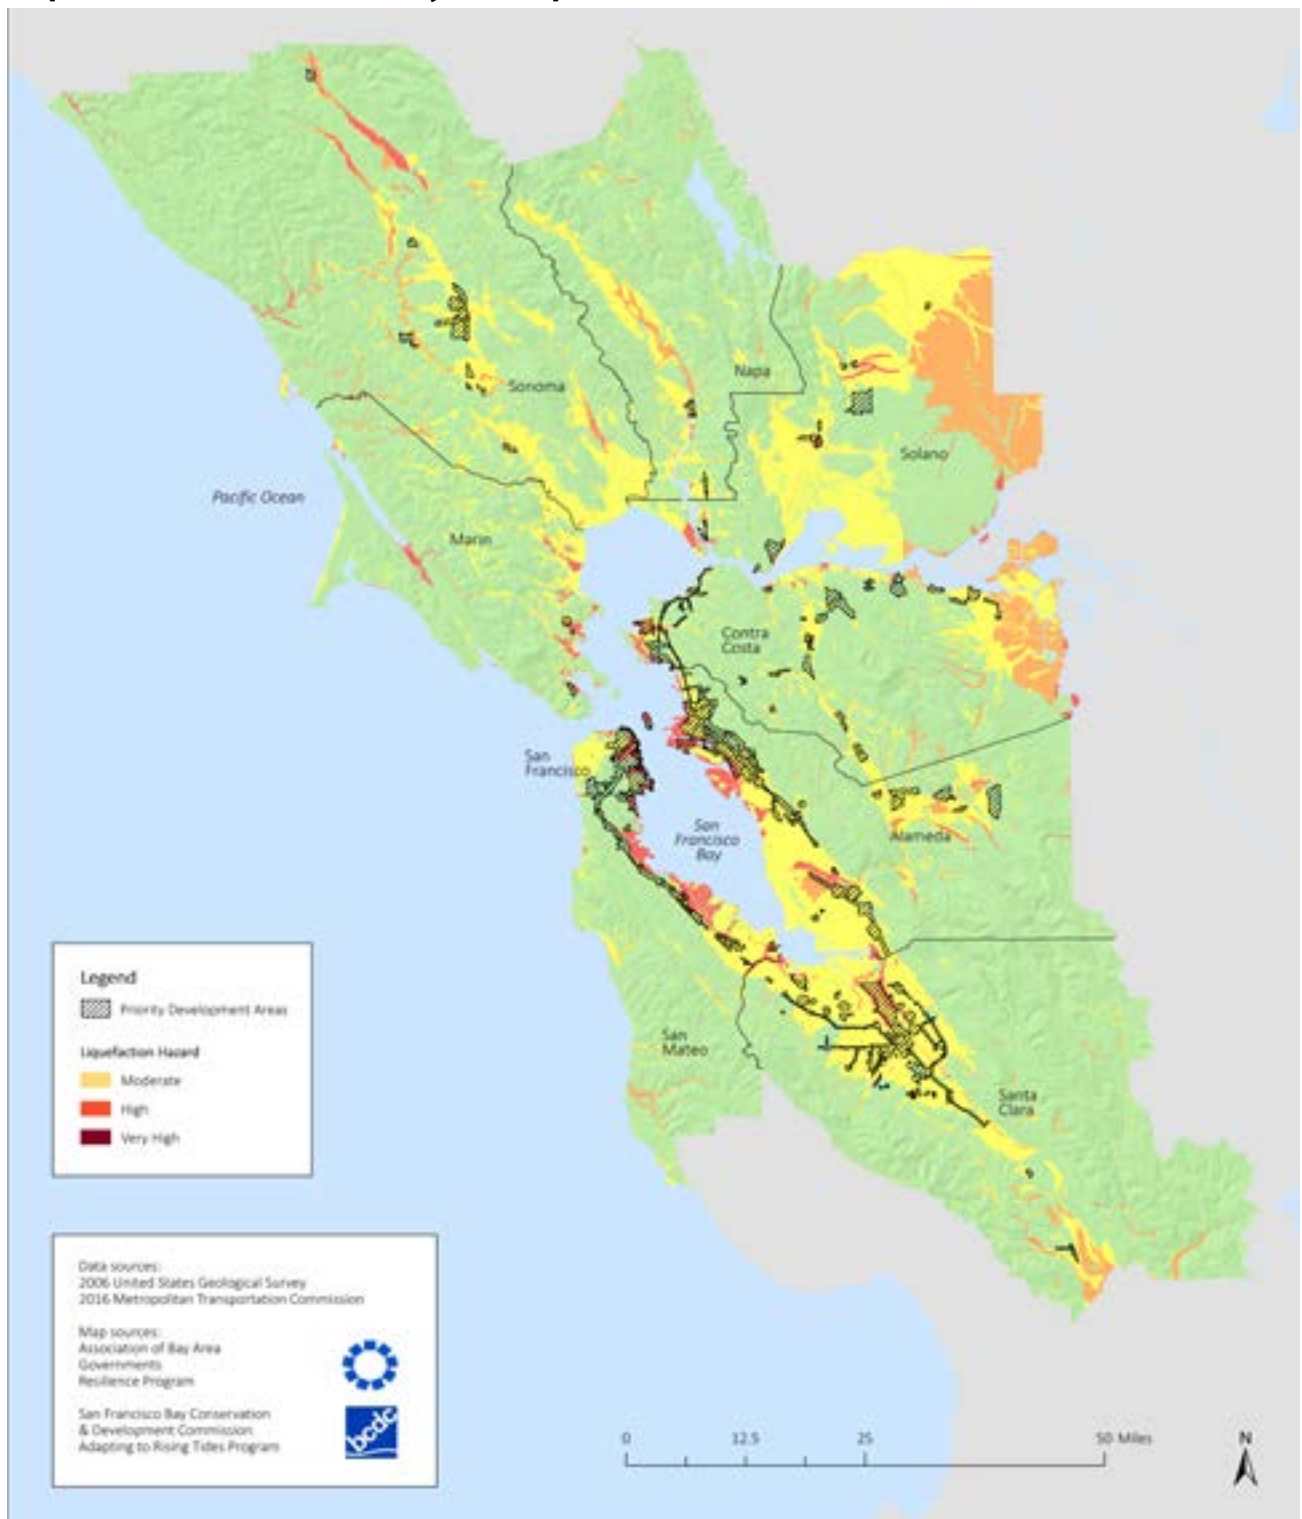 Sonoma
Napa
Solano
Pacific Ocean
Marin
Contra
Costa
San
Francisco
San
Francisco
Bay
Alameda
San
Mateo
Santa
Clara
Legend
Priority Development Areas
Liquefaction Hazard
Moderate
High
Very High
Data sources:
2006 United States Geological Survey
2016 Metropolitan Transportation Commission
Map sources:
Association of Bay Area
Governments
Resilience Program
San Francisco Bay Conservation
& Development Commission
Adapting to Rising Tides Program
bcdc
0 12.5 25 50 Miles
N